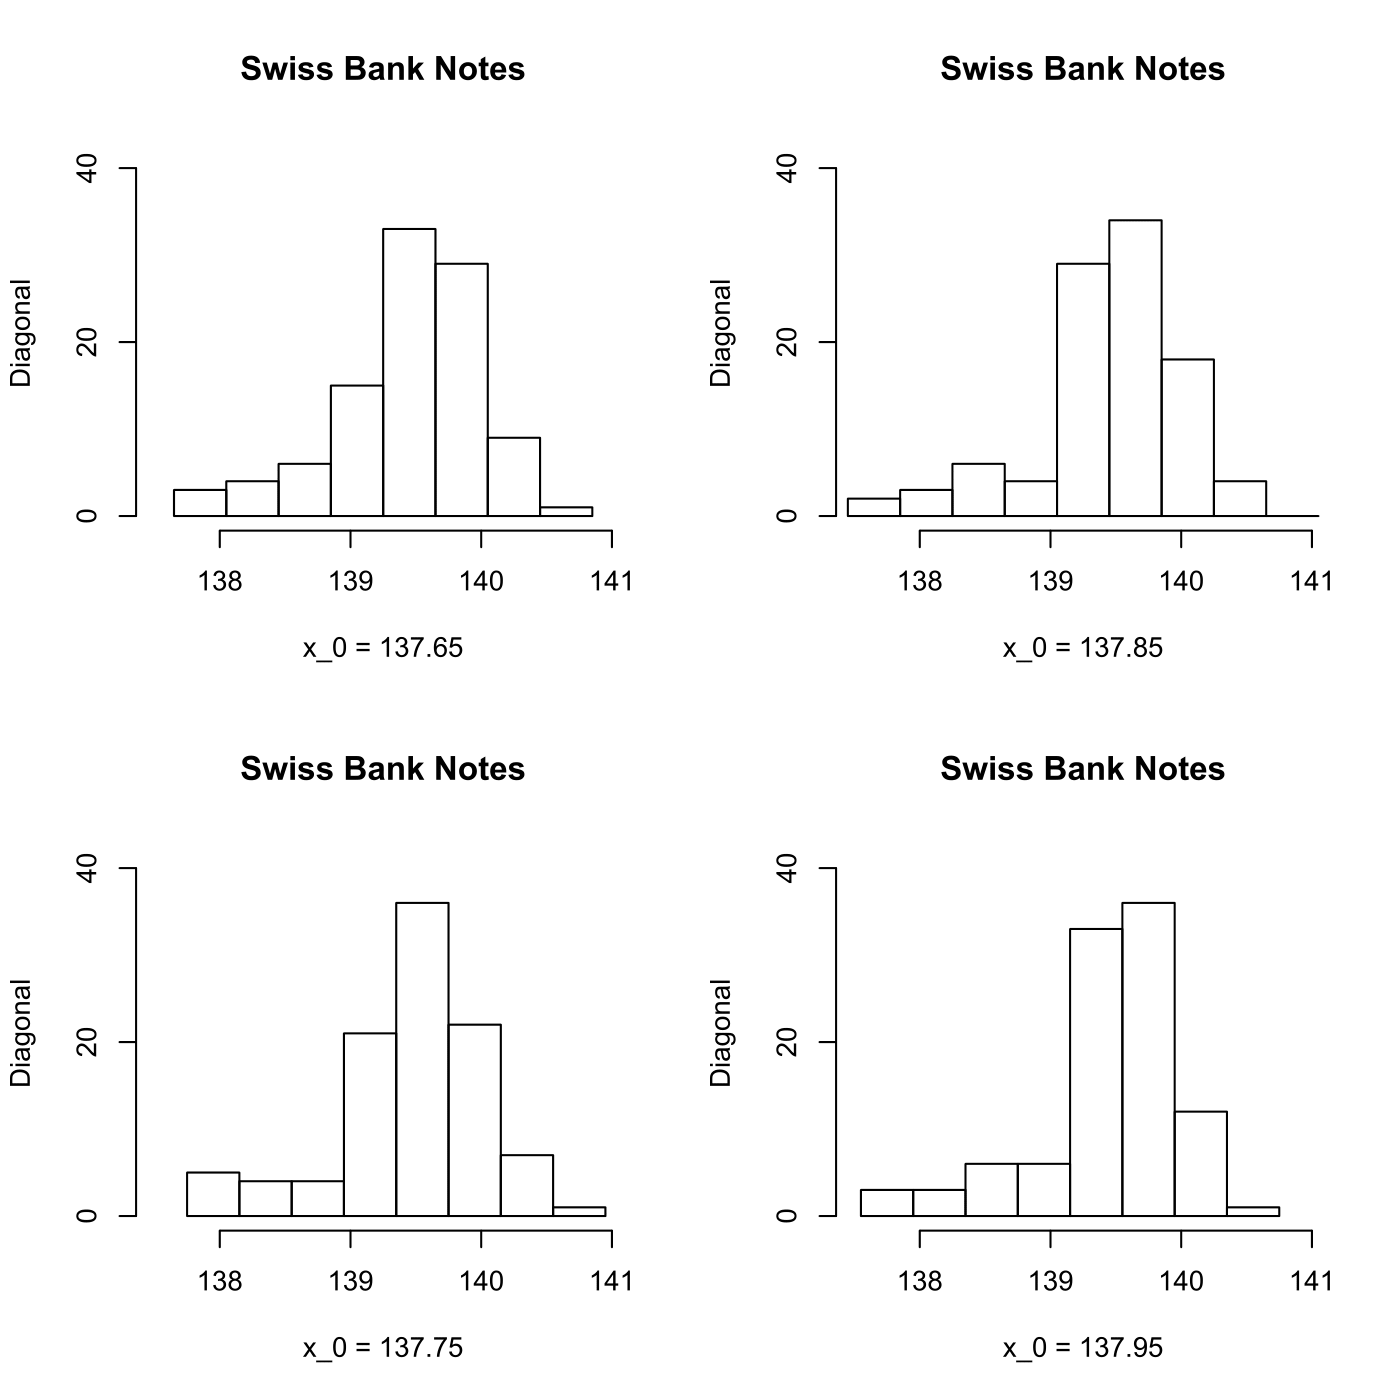 Swiss Bank Notes
Diagonal
40
20
0
138 139 140 141
x_0 = 137.65
Swiss Bank Notes
Diagonal
40
20
0
138 139 140 141
x_0 = 137.85
Swiss Bank Notes
Diagonal
40
20
0
138 139 140 141
x_0 = 137.75
Swiss Bank Notes
Diagonal
40
20
0
138 139 140 141
x_0 = 137.95